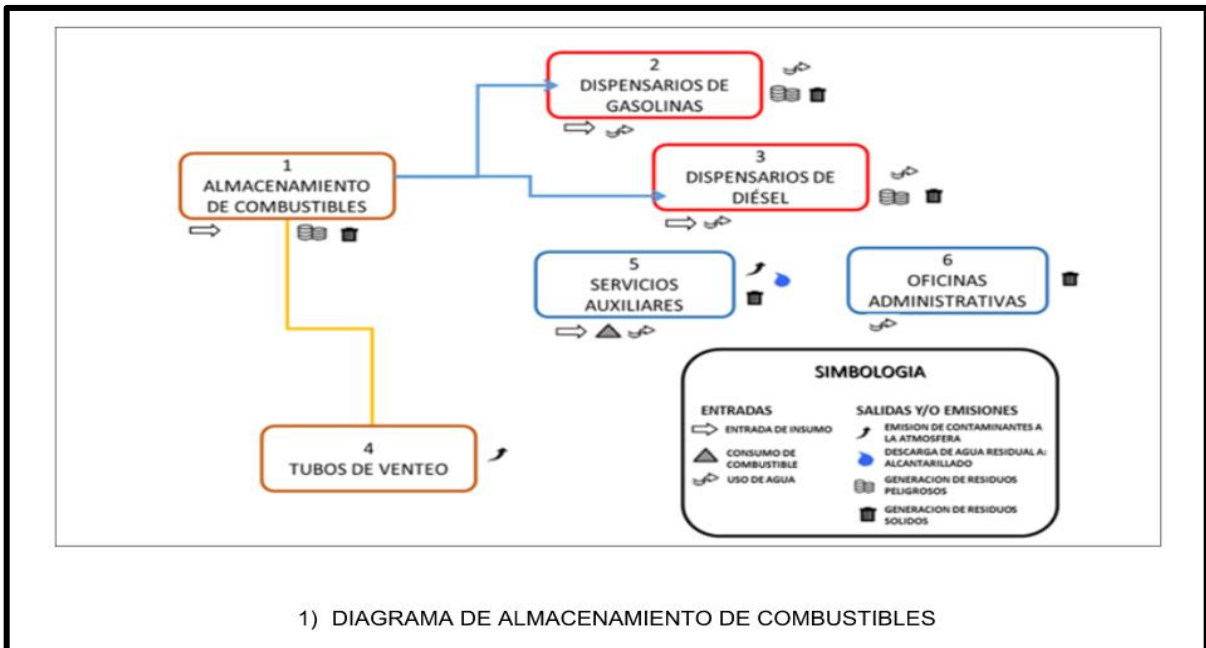 2
DISPENSARIOS DE
GASOLINAS
1
ALMACENAMIENTO
DE COMBUSTIBLES
3
DISPENSARIOS DE
DIÉSEL
5
SERVICIOS
AUXILIARES
6
OFICINAS
ADMINISTRATIVAS
4
TUBOS DE VENTEO
SIMBOLOGIA
ENTRADAS
ENTRADA DE INSUMO
CONSUMO DE
COMBUSTIBLE
USO DE AGUA
SALIDAS Y/O EMISIONES
EMISION DE CONTAMINANTES A
LA ATMOSFERA
DESCARGA DE AGUA RESIDUAL A:
ALCANTARILLADO
GENERACION DE RESIDUOS
PELIGROSOS
GENERACION DE RESIDUOS
SOLIDOS
1) DIAGRAMA DE ALMACENAMIENTO DE COMBUSTIBLES